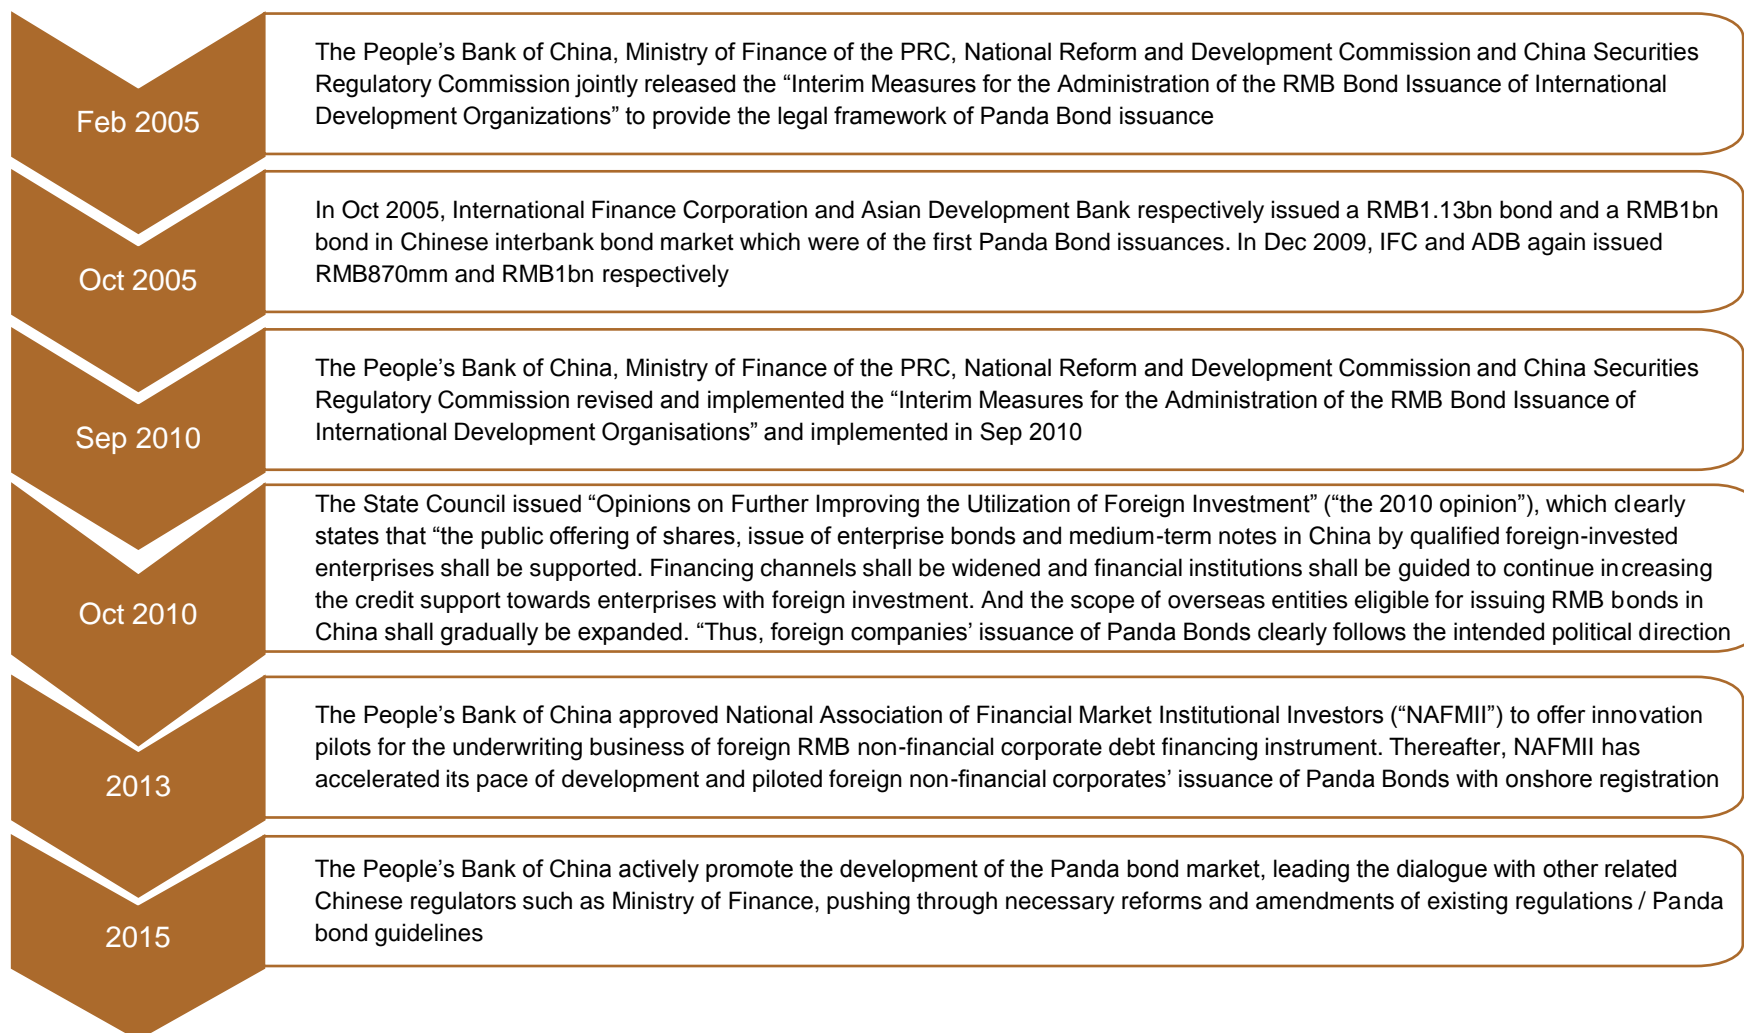 Feb 2005
The People’s Bank of China, Ministry of Finance of the PRC, National Reform and Development Commission and China Securities
Regulatory Commission jointly released the “Interim Measures for the Administration of the RMB Bond Issuance of International
Development Organizations” to provide the legal framework of Panda Bond issuance
Oct 2005
In Oct 2005, International Finance Corporation and Asian Development Bank respectively issued a RMB1.13bn bond and a RMB1bn
bond in Chinese interbank bond market which were of the first Panda Bond issuances. In Dec 2009, IFC and ADB again issued
RMB870mm and RMB1bn respectively
Sep 2010
The People’s Bank of China, Ministry of Finance of the PRC, National Reform and Development Commission and China Securities
Regulatory Commission revised and implemented the “Interim Measures for the Administration of the RMB Bond Issuance of
International Development Organisations” and implemented in Sep 2010
Oct 2010
The State Council issued “Opinions on Further Improving the Utilization of Foreign Investment” (“the 2010 opinion”), which clearly
states that “the public offering of shares, issue of enterprise bonds and medium-term notes in China by qualified foreign-invested
enterprises shall be supported. Financing channels shall be widened and financial institutions shall be guided to continue increasing
the credit support towards enterprises with foreign investment. And the scope of overseas entities eligible for issuing RMB bonds in
China shall gradually be expanded. “Thus, foreign companies’ issuance of Panda Bonds clearly follows the intended political direction
2013
The People’s Bank of China approved National Association of Financial Market Institutional Investors (“NAFMII”) to offer innovation
pilots for the underwriting business of foreign RMB non-financial corporate debt financing instrument. Thereafter, NAFMII has
accelerated its pace of development and piloted foreign non-financial corporates’ issuance of Panda Bonds with onshore registration
2015
The People’s Bank of China actively promote the development of the Panda bond market, leading the dialogue with other related
Chinese regulators such as Ministry of Finance, pushing through necessary reforms and amendments of existing regulations / Panda
bond guidelines